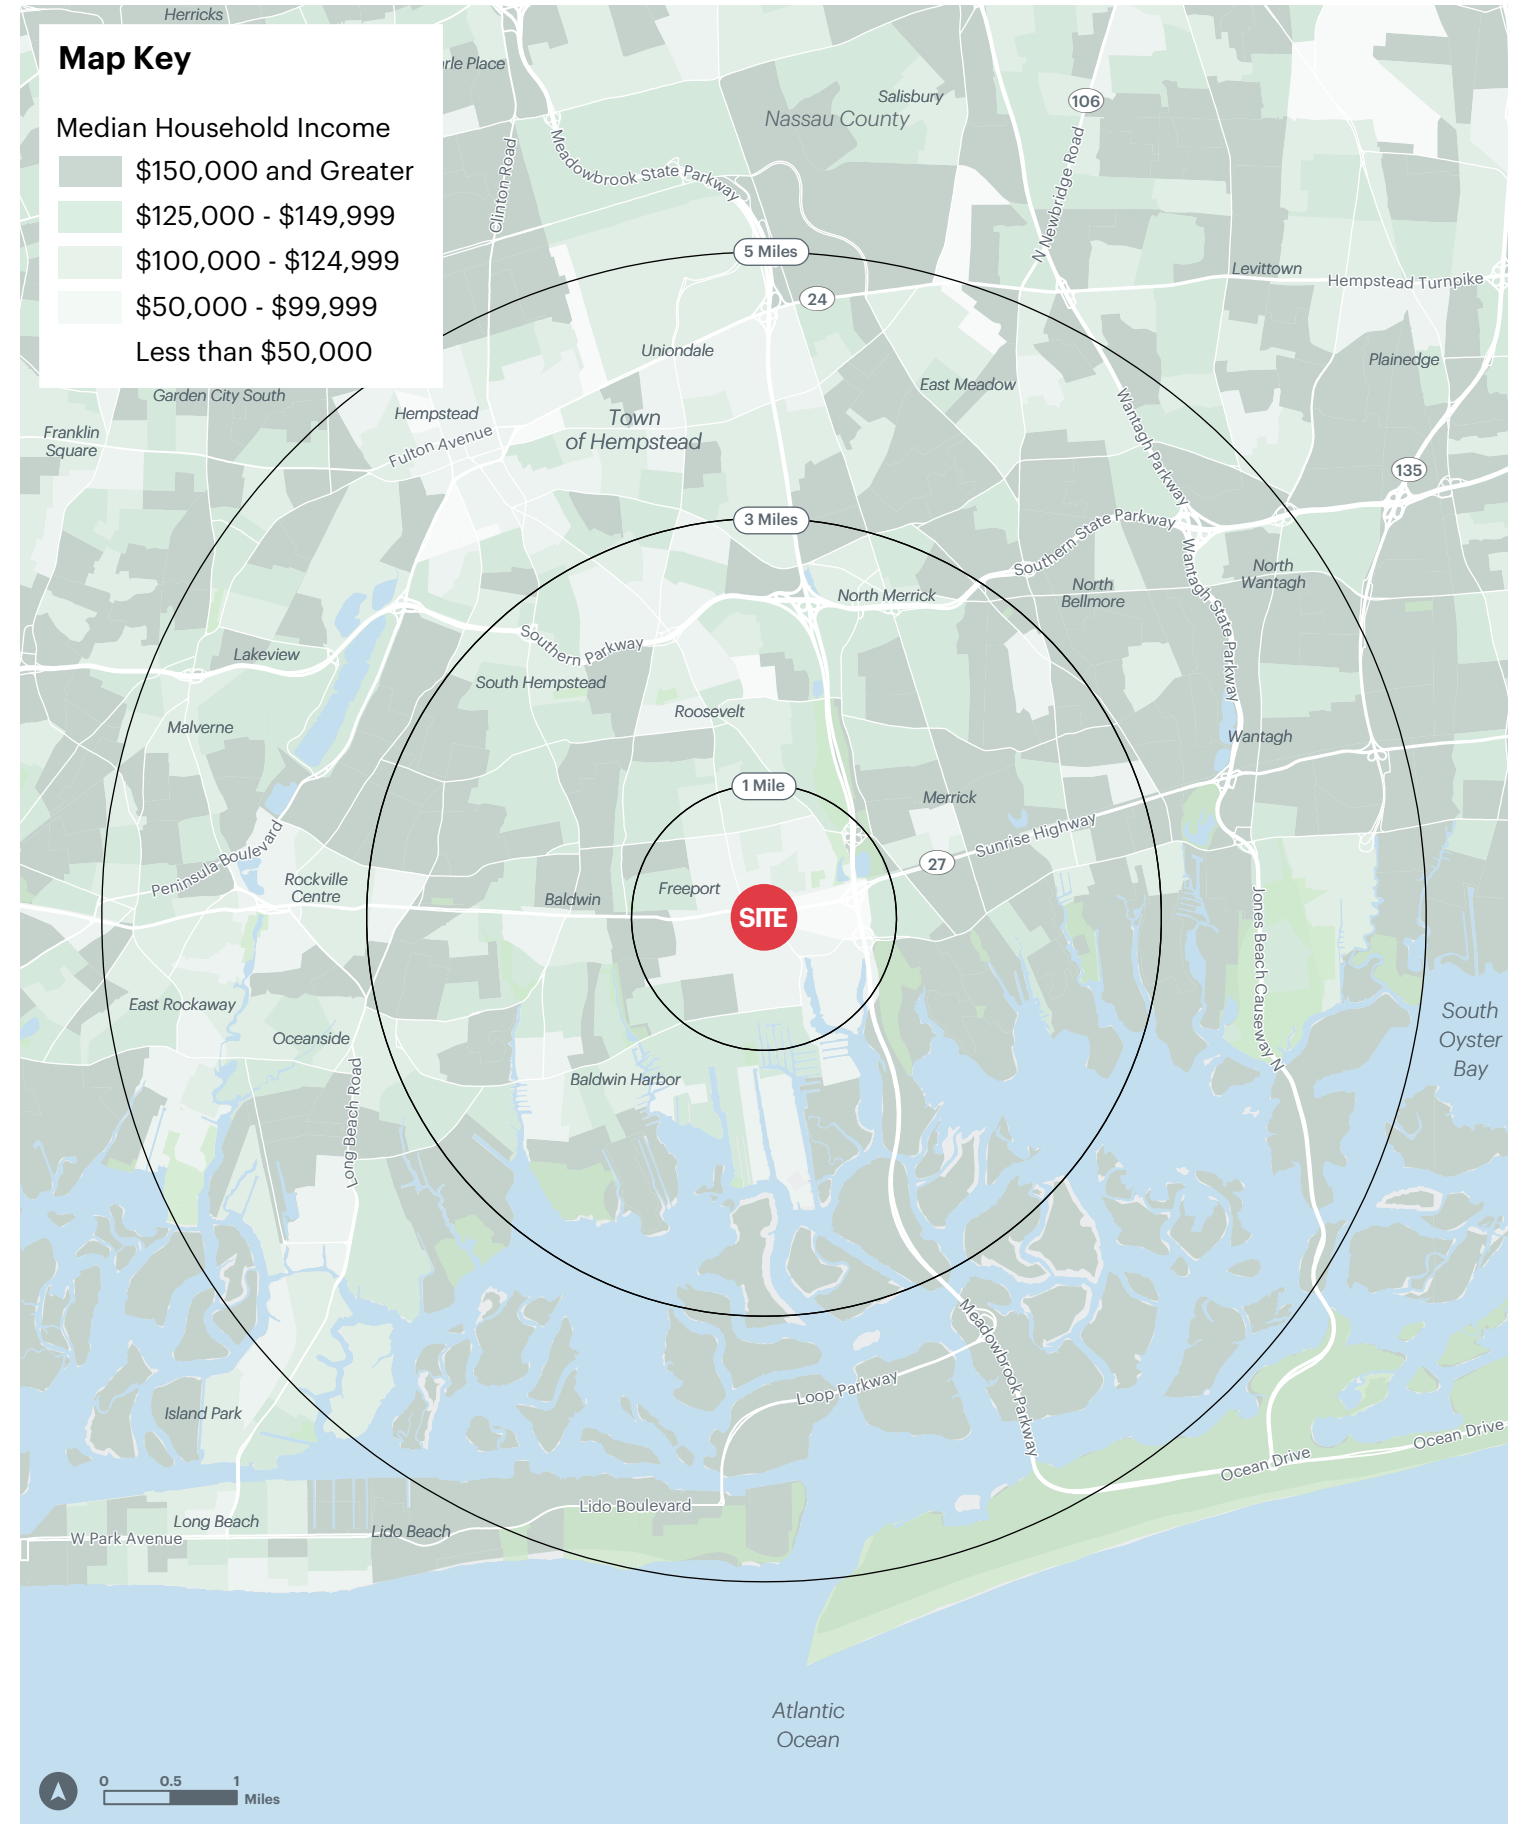 Herricks
Map Key
rle Place
Median Household Income
$150,000 and Greater
$125,000 - $149,999
$100,000 - $124,999
$50,000 - $99,999
Less than $50,000
Salisbury
Nassau County
106
Meadowbrook State Parkway
Clinton Road
N Newbridge Road
5 Miles
24
Levittown
Hempstead Turnpike
Uniondale
East Meadow
Plainedge
Garden City South
Hempstead
Town
of Hempstead
Franklin
Square
Fulton Avenue
Wantagh Parkway
135
3 Miles
Southern State Parkway
North Merrick
North
Bellmore
North
Wantagh
Wantagh State Parkway
Southern Parkway
Lakeview
South Hempstead
Roosevelt
Malverne
Wantagh
1 Mile
Merrick
Sunrise Highway
27
Peninsula Boulevard
Rockville
Centre
Baldwin
Freeport
SITE
Jones Beach Causeway N
East Rockaway
Oceanside
South
Oyster
Bay
Baldwin Harbor
Long Beach Road
Meadowbrook Parkway
Loop Parkway
Island Park
Ocean Drive
Ocean Drive
Lido Boulevard
Long Beach
Lido Beach
W Park Avenue
Atlantic
Ocean
0 0.5 1
Miles